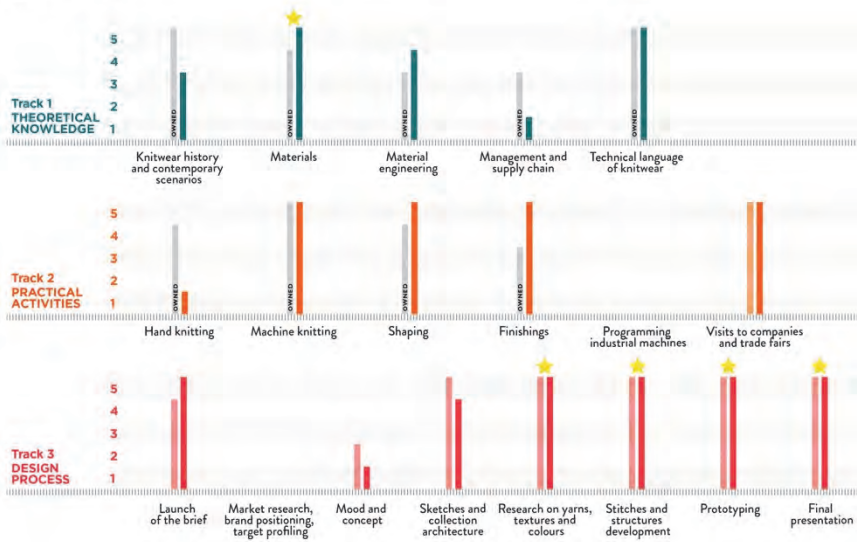 5
4
3
2
1
Track 1
THEORETICAL
KNOWLEDGE
OWNED
OWNED
OWNED
OWNED
OWNED
Knitwear history
and contemporary
scenarios
Materials
Material
engineering
Management and
supply chain
Technical language
of knitwear
5
4
3
2
1
Track 2
PRACTICAL
ACTIVITIES
OWNED
OWNED
OWNED
OWNED
Hand knitting
Machine knitting
Shaping
Finishings
Programming
industrial machines
Visits to companies
and trade fairs
5
4
3
2
1
Track 3
DESIGN
PROCESS
Launch
of the brief
Market research,
brand positioning,
target profiling
Mood and
concept
Sketches and
collection
architecture
Research on yarns,
textures and
colours
Stitches and
structures
development
Prototyping
Final
presentation